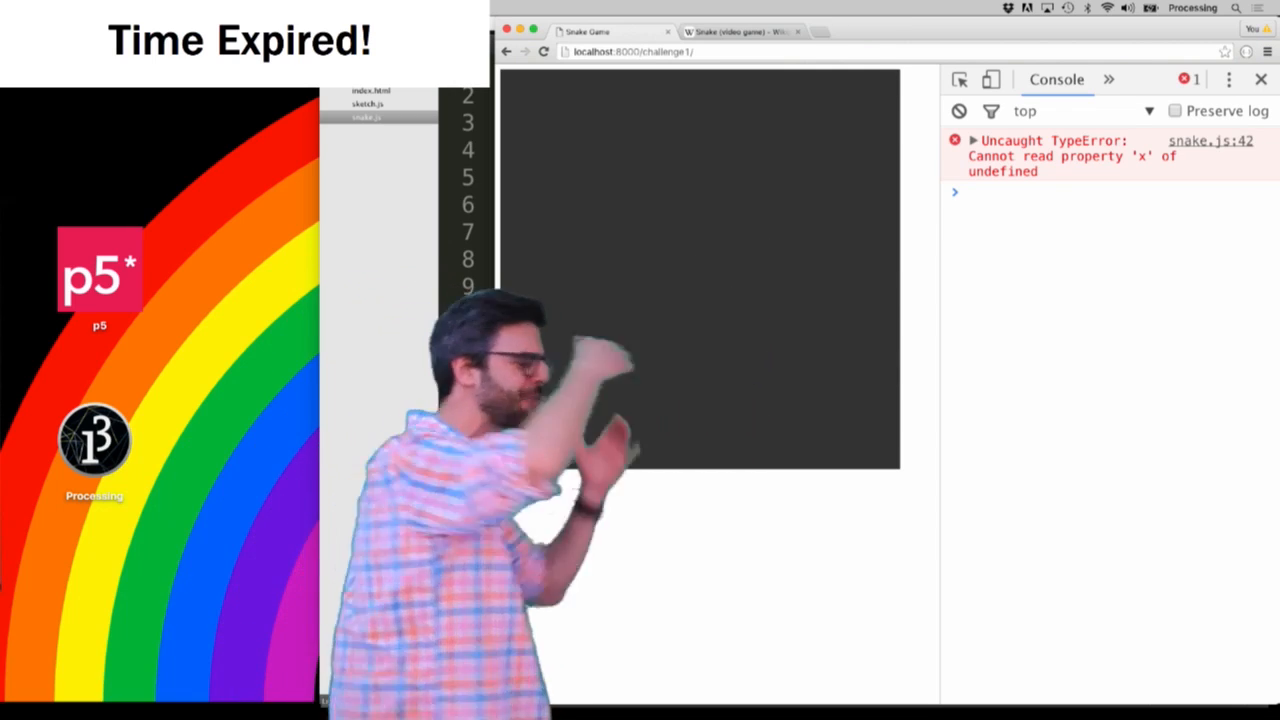 Time Expired!
Processing
Snake Game
Snake (video game) - Wiki
You
localhost:8000/challenge1/
index.html
sketch.js
snake.js
2
3
4
5
6
7
8
9
Console
1
top
Preserve log
Uncaught TypeError: snake.js:42
Cannot read property 'x' of
undefined
p5*
p5
Processing